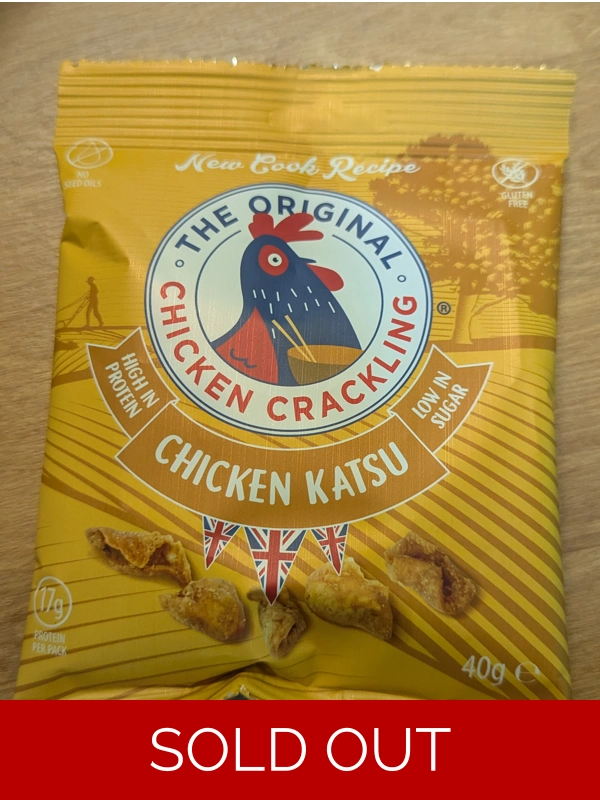 New Cook Recipe
NO
SEED OILS
GLUTEN
FREE
THE ORIGINAL
CHICKEN CRACKLING
®
HIGH IN
PROTEIN
LOW IN
SUGAR
CHICKEN KATSU
17g
PROTEIN
PER PACK
40g ℮
SOLD OUT